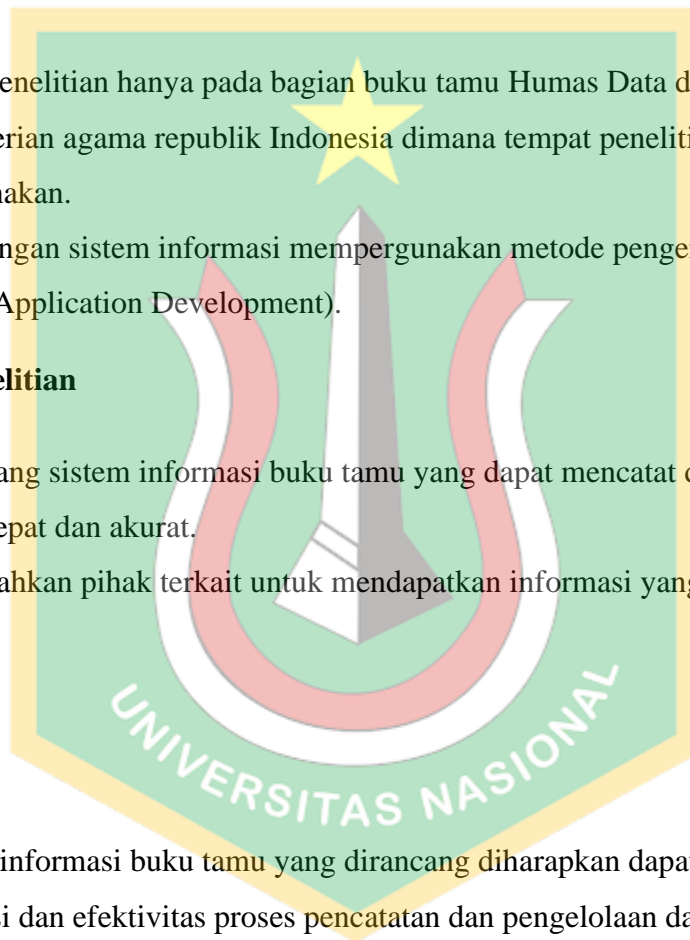 enelitian hanya pada bagian buku tamu Humas Data d
erian agama republik Indonesia dimana tempat peneliti
nakan.
ngan sistem informasi mempergunakan metode penge
Application Development).
elitian
ang sistem informasi buku tamu yang dapat mencatat d
epat dan akurat.
ahkan pihak terkait untuk mendapatkan informasi yang
UNIVERSITAS NASIONAL
informasi buku tamu yang dirancang diharapkan dapa
si dan efektivitas proses pencatatan dan pengelolaan da